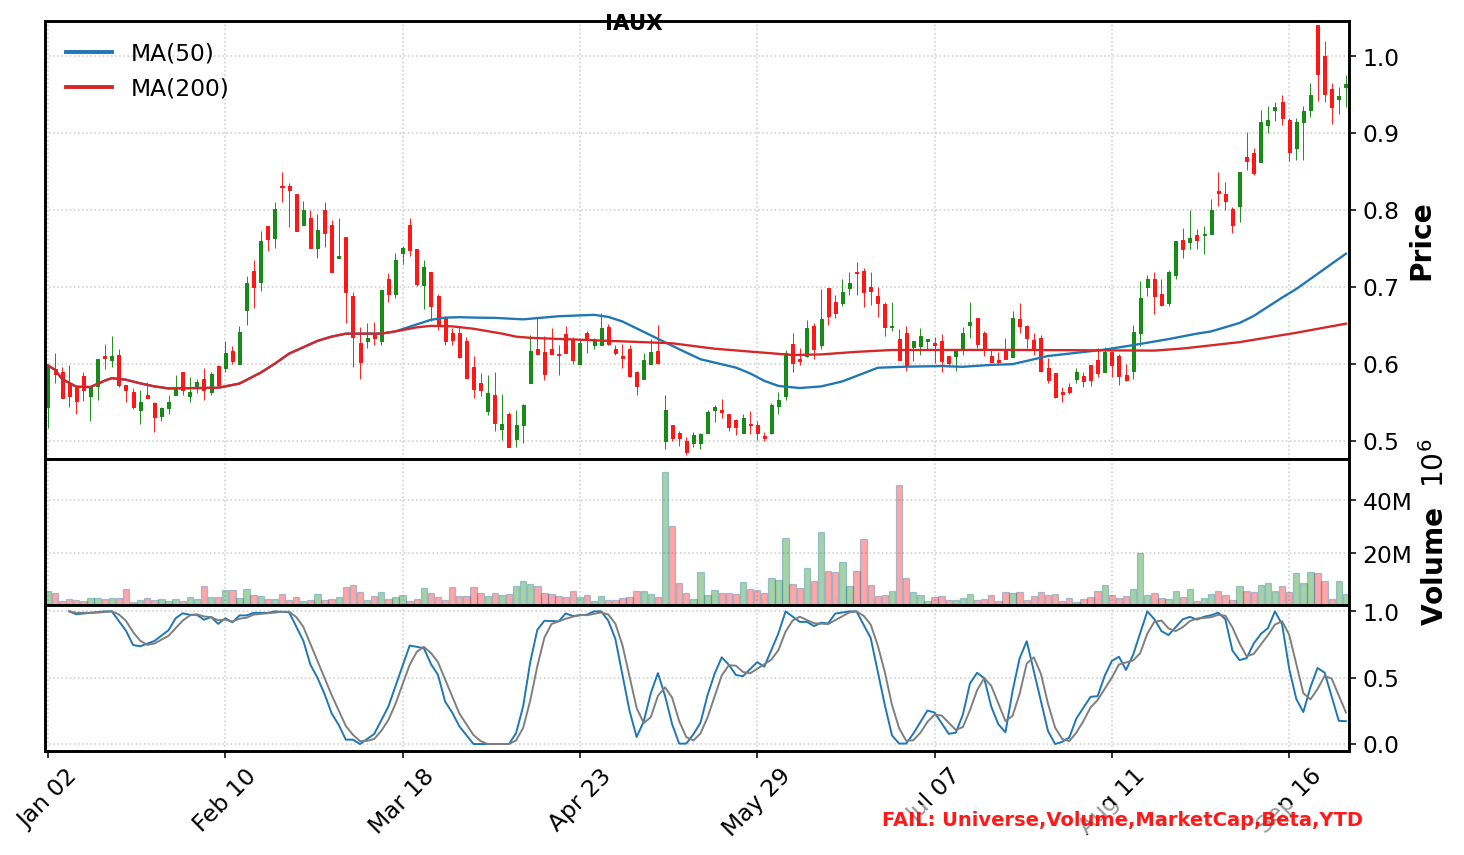 IAUX
MA(50)
MA(200)
1.0
0.9
0.8
0.7
0.6
0.5
Price
40M
20M
Volume 10^6
1.0
0.5
0.0
Jan 02
Feb 10
Mar 18
Apr 23
May 29
Jul 07
Aug 11
Sep 16
FAIL: Universe,Volume,MarketCap,Beta,YTD